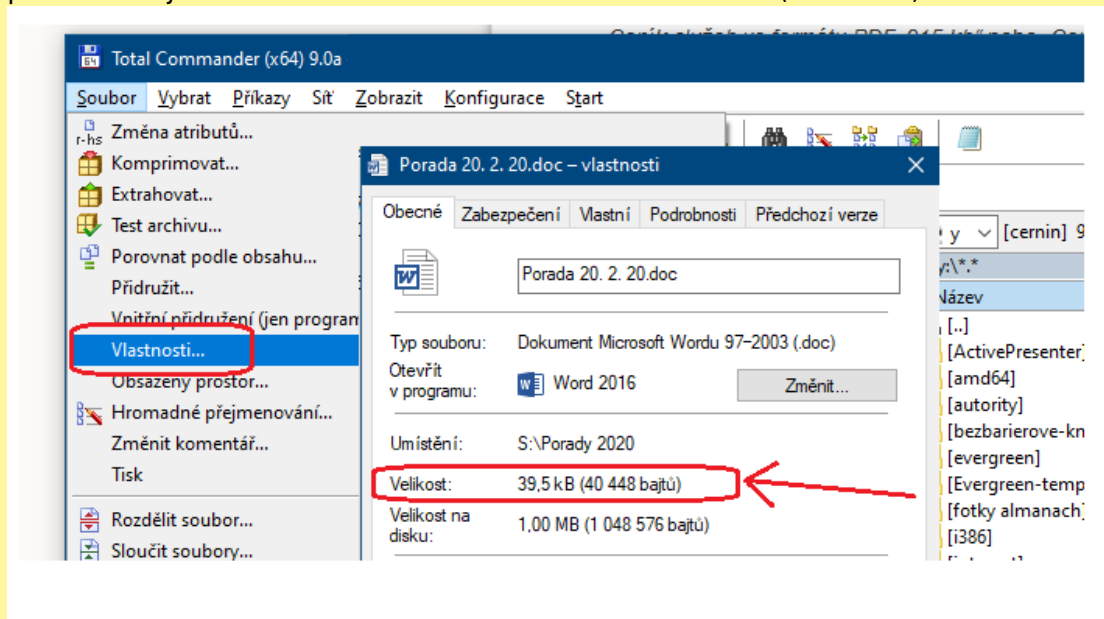 Total Commander (x64) 9.0a
Soubor Vybrat Příkazy Síť Zobrazit Konfigurace Start
Změna atributů...
Komprimovat...
Extrahovat...
Test archivu...
Porovnat podle obsahu...
Přidružit...
Vnitřní přidružení (jen program
Vlastnosti...
Obsazený prostor...
Hromadné přejmenování...
Změnit komentář...
Tisk
Rozdělit soubor...
Sloučit soubory...
Porada 20. 2. 20.doc – vlastnosti
Obecné Zabezpečení Vlastní Podrobnosti Předchozí verze
Porada 20. 2. 20.doc
Typ souboru: Dokument Microsoft Wordu 97–2003 (.doc)
Otevřít
v programu: Word 2016 Změnit...
Umístění: S:\Porady 2020
Velikost: 39,5 kB (40 448 bajtů)
Velikost na
disku: 1,00 MB (1 048 576 bajtů)
y [cernin] 9
y:\*.*
Název
[..]
[ActivePresenter]
[amd64]
[autority]
[bezbarierove-kn
[evergreen]
[Evergreen-temp
[fotky almanach]
[i386]